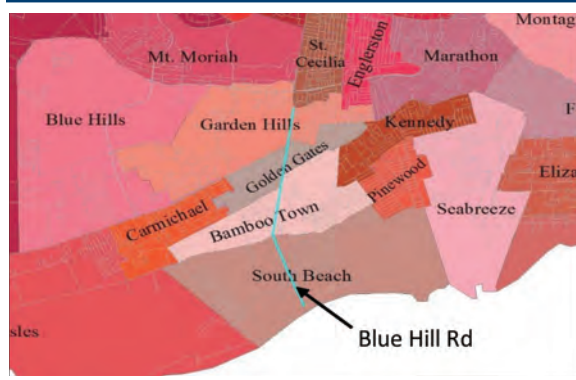 Montag
St.
Cecilia
Englerston
Mt. Moriah
Marathon
Blue Hills
Garden Hills
Kennedy
F
Golden Gates
Pinewood
Eliza
Carmichael
Bamboo Town
Seabreeze
South Beach
sles
Blue Hill Rd